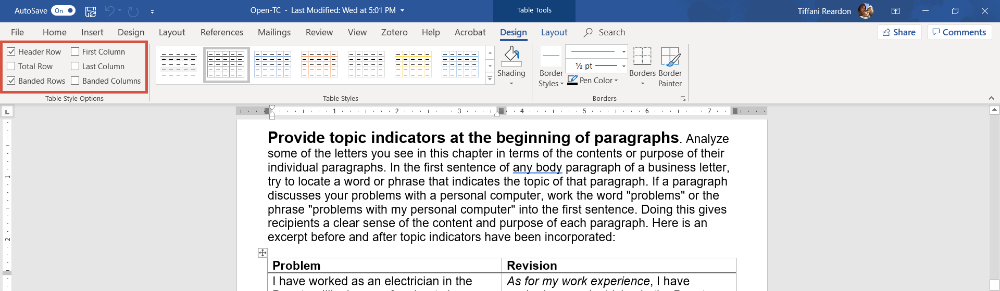 AutoSave On Open-TC - Last Modified: Wed at 5:01 PM Table Tools Tiffani Reardon
File Home Insert Design Layout References Mailings Review View Zotero Help Acrobat Design Layout Search Share Comments
Header Row First Column
Total Row Last Column
Banded Rows Banded Columns
Table Style Options
Table Styles
Shading
Border
Styles
½ pt
Pen Color
Borders
Border
Painter
Borders
L
1 2 3 4 5 6 7
1
2
Provide topic indicators at the beginning of paragraphs. Analyze
some of the letters you see in this chapter in terms of the contents or purpose of their
individual paragraphs. In the first sentence of any body paragraph of a business letter,
try to locate a word or phrase that indicates the topic of that paragraph. If a paragraph
discusses your problems with a personal computer, work the word "problems" or the
phrase "problems with my personal computer" into the first sentence. Doing this gives
recipients a clear sense of the content and purpose of each paragraph. Here is an
excerpt before and after topic indicators have been incorporated:
Problem Revision
I have worked as an electrician in the As for my work experience, I have